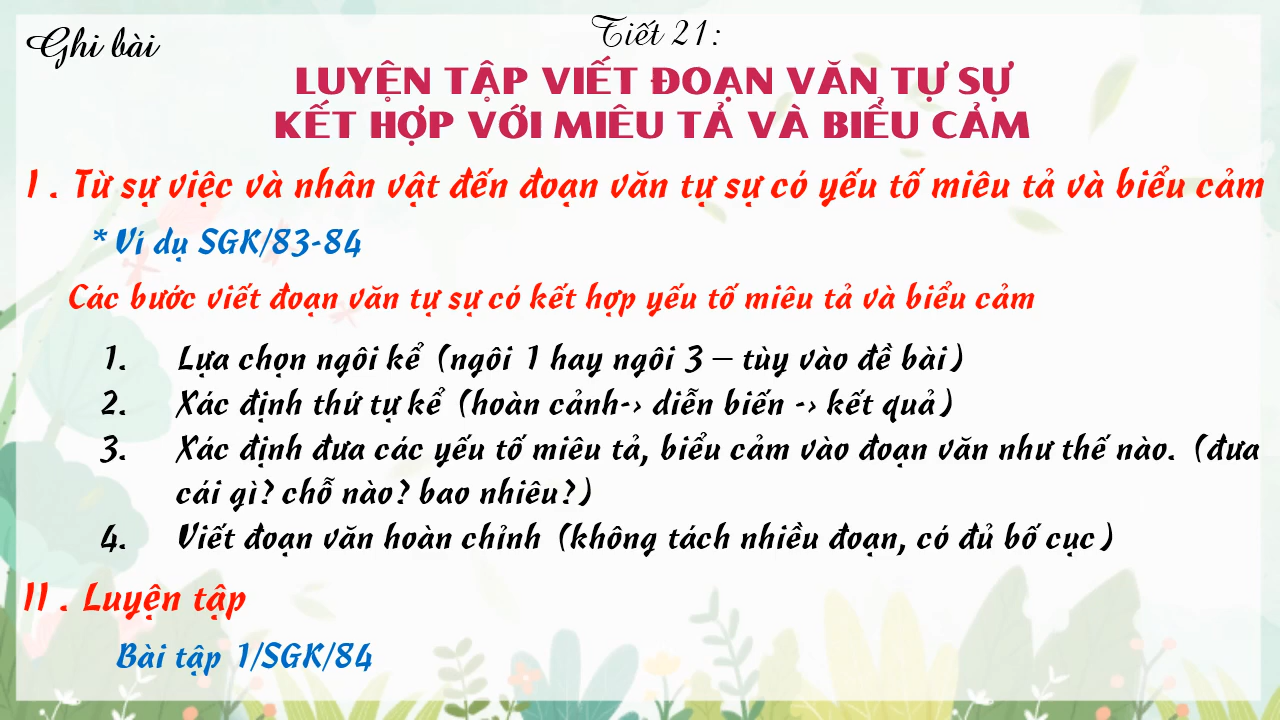 Ghi bài
Tiết 21:
LUYỆN TẬP VIẾT ĐOẠN VĂN TỰ SỰ
KẾT HỢP VỚI MIÊU TẢ VÀ BIỂU CẢM
I. Từ sự việc và nhân vật đến đoạn văn tự sự có yếu tố miêu tả và biểu cảm
* Ví dụ SGK/83-84
Các bước viết đoạn văn tự sự có kết hợp yếu tố miêu tả và biểu cảm
1. Lựa chọn ngôi kể (ngôi 1 hay ngôi 3 – tùy vào đề bài)
2. Xác định thứ tự kể (hoàn cảnh-> diễn biến -> kết quả)
3. Xác định đưa các yếu tố miêu tả, biểu cảm vào đoạn văn như thế nào. (đưa
cái gì? chỗ nào? bao nhiêu?)
4. Viết đoạn văn hoàn chỉnh (không tách nhiều đoạn, có đủ bố cục)
II. Luyện tập
Bài tập 1/SGK/84